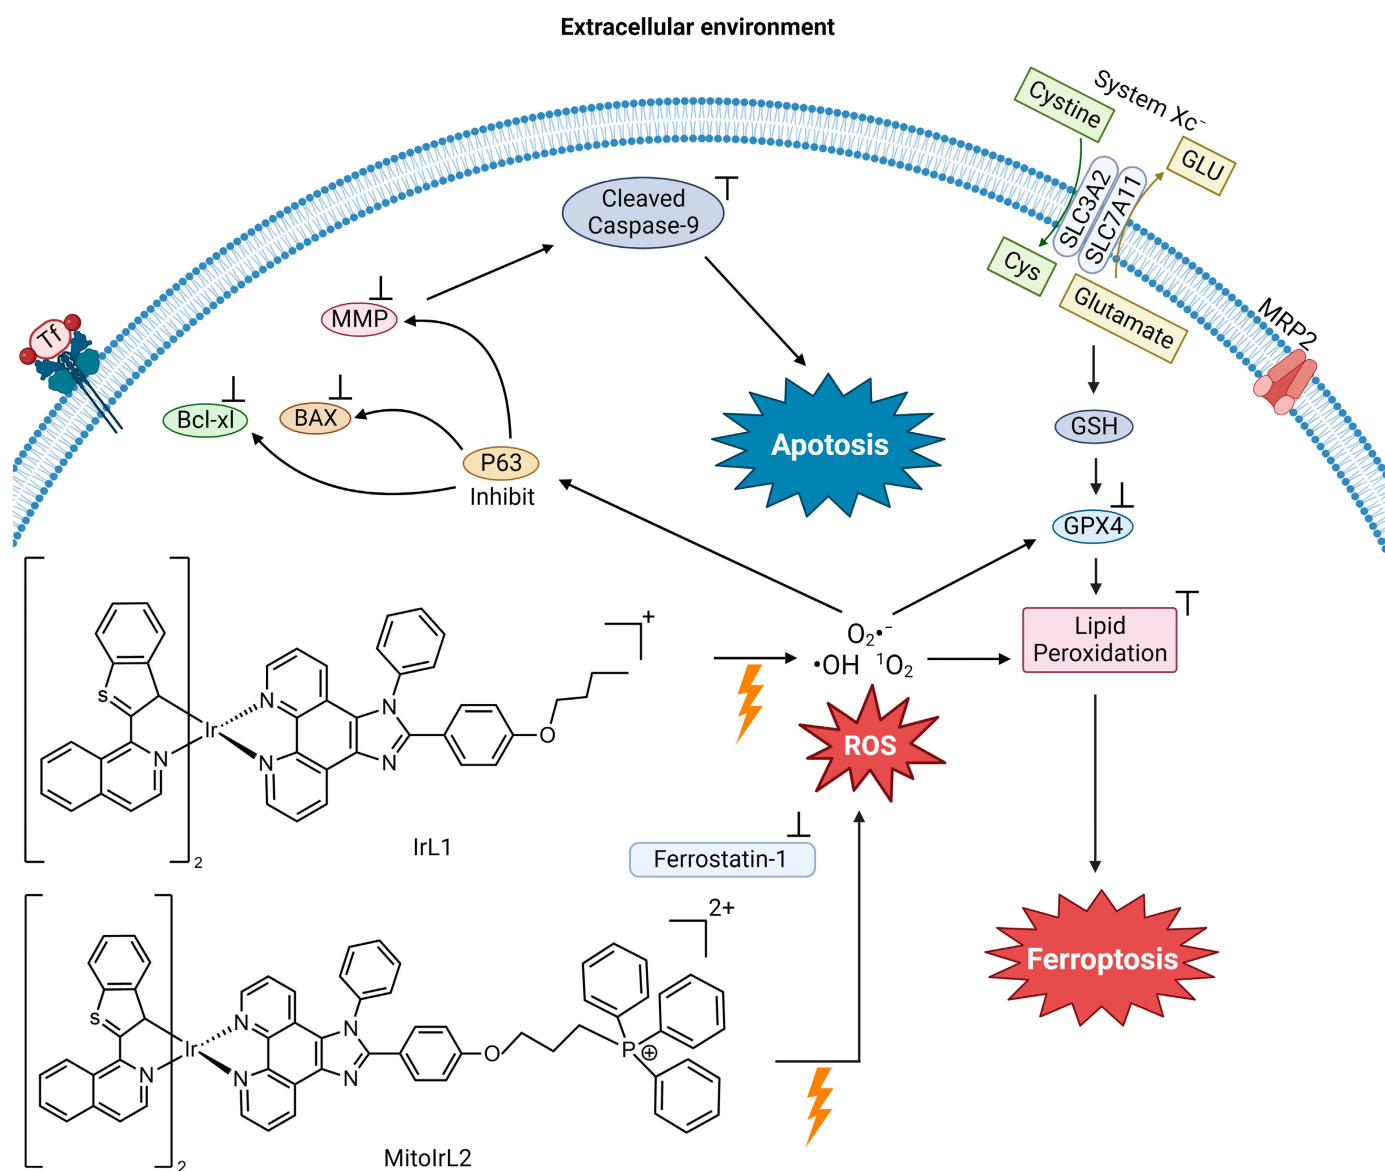 Extracellular environment
System Xc⁻
Cystine
GLU
SLC3A2
SLC7A11
Cys
Glutamate
MRP2
Cleaved
Caspase-9
MMP
Tf
Bcl-xl
BAX
P63
Inhibit
Apotosis
GSH
GPX4
Lipid
Peroxidation
O₂•⁻
•OH ¹O₂
ROS
Ferrostatin-1
Ferroptosis
+
S
N
Ir
N
N
N
N
O
2
IrL1
2+
S
N
Ir
N
N
N
N
O
P⊕
2
MitoIrL2